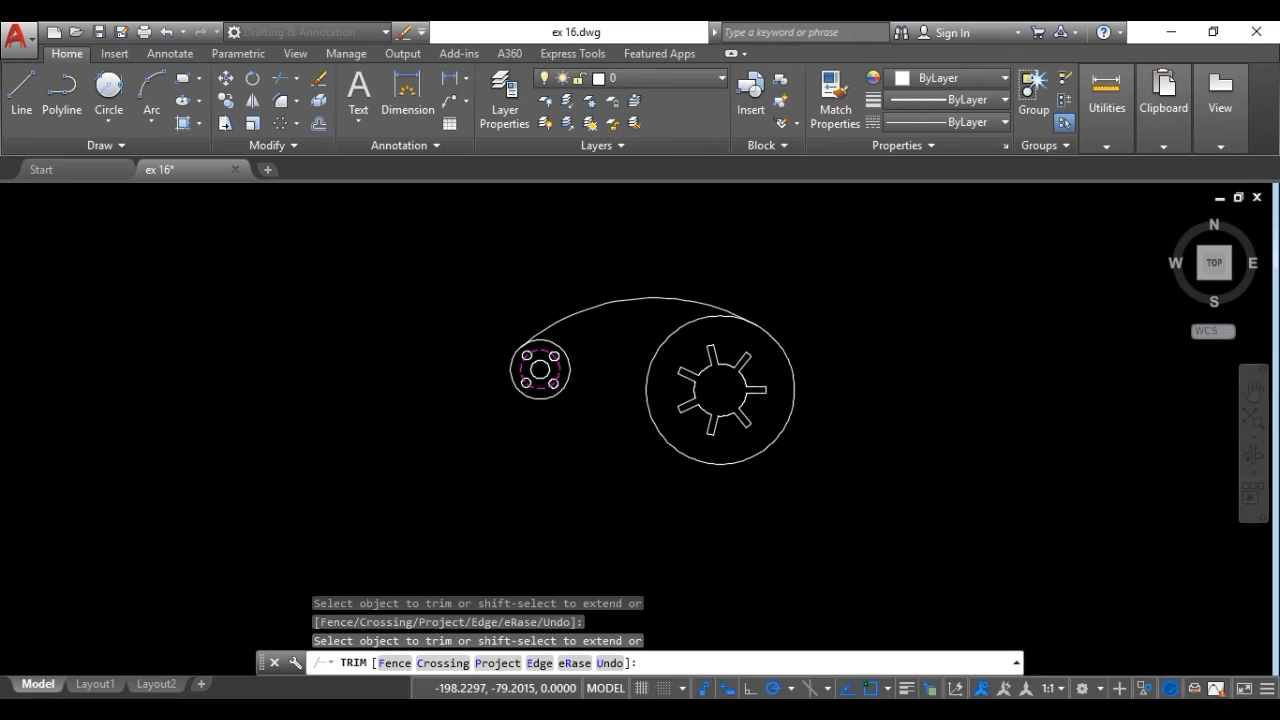 Drafting & Annotation
ex 16.dwg
Type a keyword or phrase
Sign In
Home Insert Annotate Parametric View Manage Output Add-ins A360 Express Tools Featured Apps
Line
Polyline
Circle
Arc
Draw
Modify
Text
Dimension
Annotation
Layer
Properties
0
Layers
Insert
Block
Match
Properties
ByLayer
ByLayer
ByLayer
Properties
Group
Groups
Utilities
Clipboard
View
Start
ex 16*
N
W
TOP
E
S
WCS
Select object to trim or shift-select to extend or
[Fence/Crossing/Project/Edge/eRase/Undo]:
Select object to trim or shift-select to extend or
TRIM [Fence Crossing Project Edge eRase Undo]:
Model Layout1 Layout2
-198.2297, -79.2015, 0.0000 MODEL 1:1